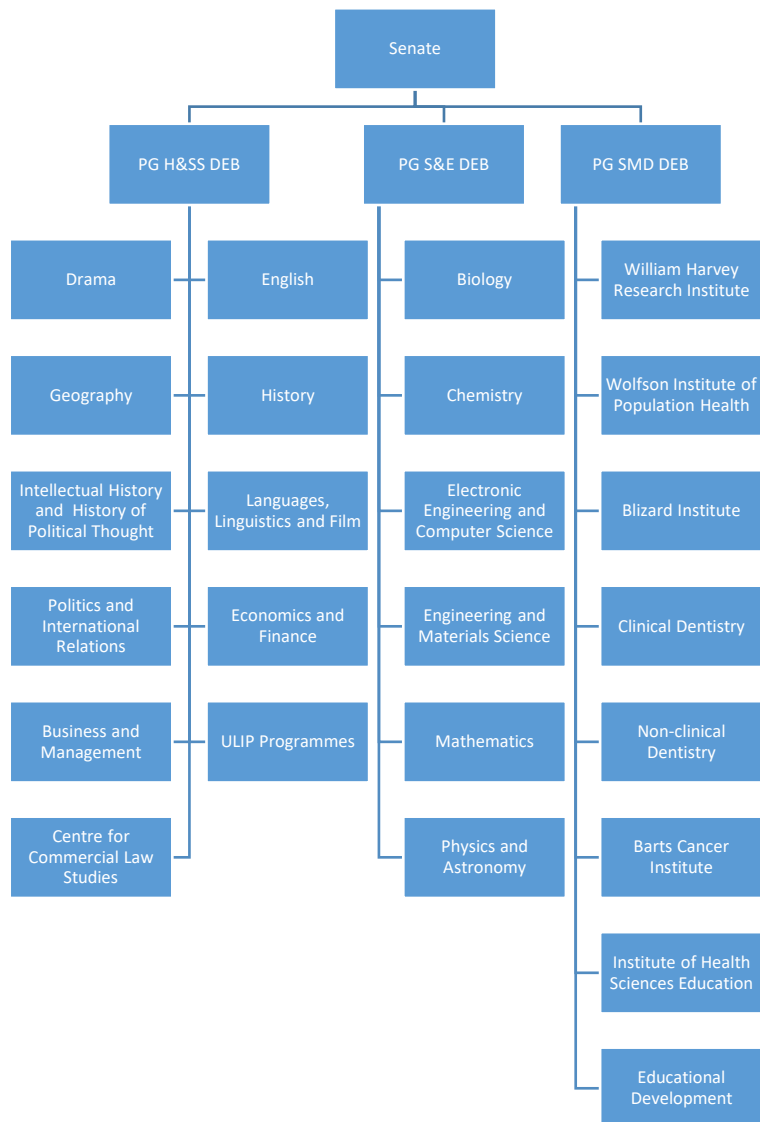 Senate
PG H&SS DEB
PG S&E DEB
PG SMD DEB
Drama
English
Geography
History
Intellectual History
and History of
Political Thought
Languages,
Linguistics and Film
Politics and
International
Relations
Economics and
Finance
Business and
Management
ULIP Programmes
Centre for
Commercial Law
Studies
Biology
Chemistry
Electronic
Engineering and
Computer Science
Engineering and
Materials Science
Mathematics
Physics and
Astronomy
William Harvey
Research Institute
Wolfson Institute of
Population Health
Blizard Institute
Clinical Dentistry
Non-clinical
Dentistry
Barts Cancer
Institute
Institute of Health
Sciences Education
Educational
Development